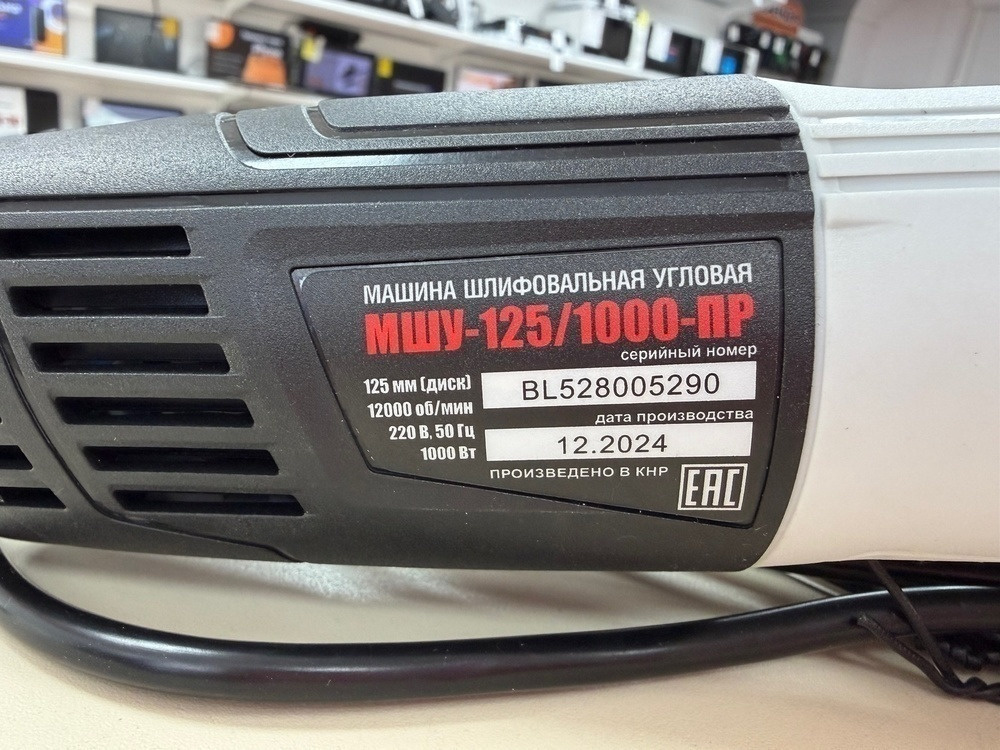 МАШИНА ШЛИФОВАЛЬНАЯ УГЛОВАЯ
МШУ-125/1000-ПР
серийный номер
125 мм (диск)
BL528005290
12000 об/мин
дата производства
220 В, 50 Гц
12.2024
1000 Вт
ПРОИЗВЕДЕНО В КНР
EAC